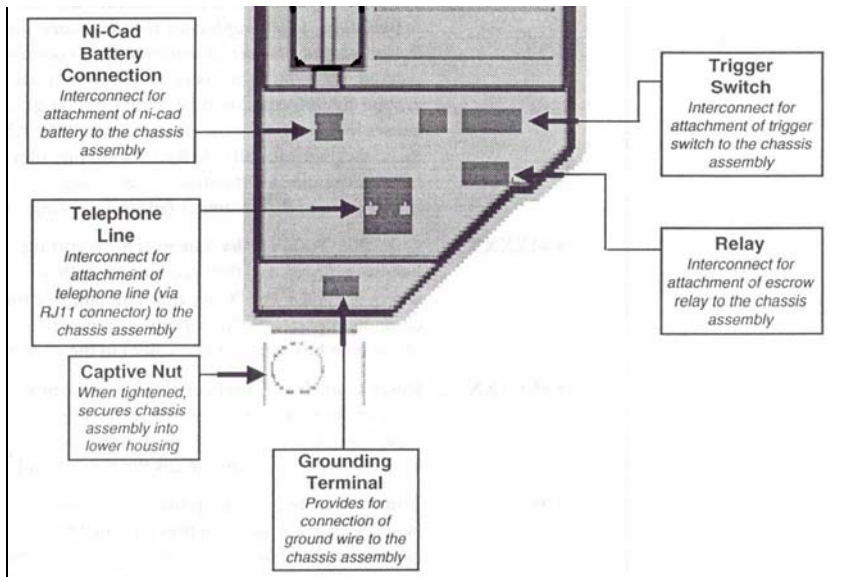 Ni-Cad
Battery
Connection
Interconnect for
attachment of ni-cad
battery to the chassis
assembly
Trigger
Switch
Interconnect for
attachment of trigger
switch to the chassis
assembly
Telephone
Line
Interconnect for
attachment of
telephone line (via
RJ11 connector) to the
chassis assembly
Relay
Interconnect for
attachment of escrow
relay to the chassis
assembly
Captive Nut
When tightened,
secures chassis
assembly into
lower housing
Grounding
Terminal
Provides for
connection of
ground wire to the
chassis assembly